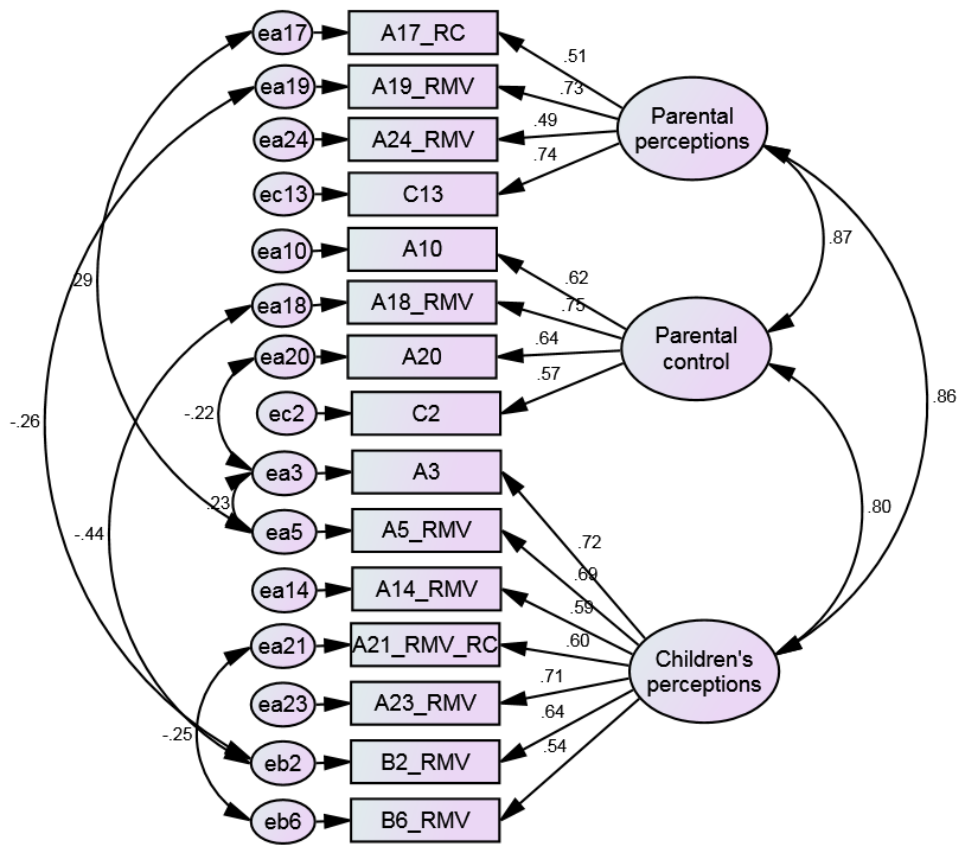 ea17
A17_RC
.51
ea19
A19_RMV
.73
Parental
perceptions
ea24
A24_RMV
.49
.74
ec13
C13
.87
ea10
A10
.62
29
ea18
A18_RMV
.75
Parental
control
ea20
A20
.64
.57
.86
-.26
-.22
ec2
C2
ea3
A3
.23
.80
-.44
ea5
A5_RMV
.72
.69
ea14
A14_RMV
.59
ea21
A21_RMV_RC
.60
Children's
perceptions
.71
ea23
A23_RMV
.64
-.25
.54
eb2
B2_RMV
eb6
B6_RMV